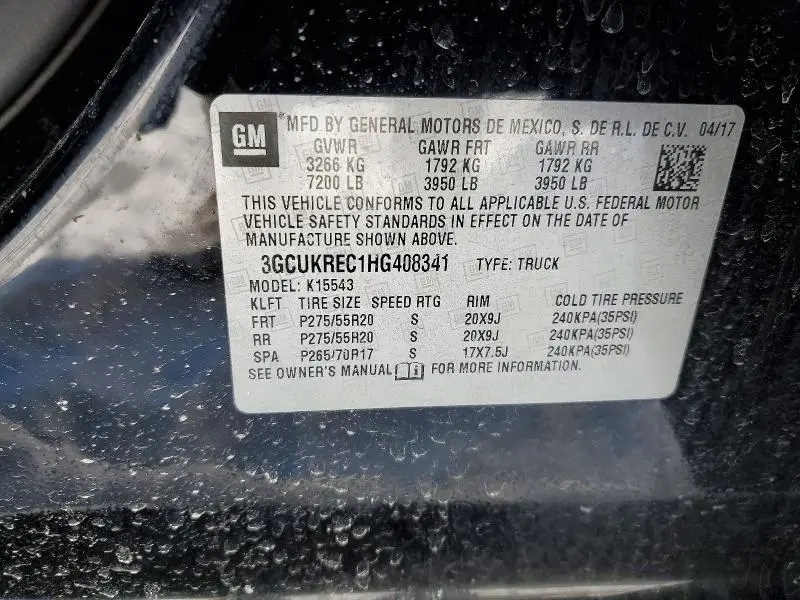 GM MFD BY GENERAL MOTORS DE MEXICO, S. DE R.L. DE C.V. 04/17
GVWR GAWR FRT GAWR RR
3266 KG 1792 KG 1792 KG
7200 LB 3950 LB 3950 LB
THIS VEHICLE CONFORMS TO ALL APPLICABLE U.S. FEDERAL MOTOR
VEHICLE SAFETY STANDARDS IN EFFECT ON THE DATE OF
MANUFACTURE SHOWN ABOVE.
3GCUKREC1HG408341 TYPE: TRUCK
MODEL: K15543
KLFT TIRE SIZE SPEED RTG RIM COLD TIRE PRESSURE
FRT P275/55R20 S 20X9J 240KPA(35PSI)
RR P275/55R20 S 20X9J 240KPA(35PSI)
SPA P265/70R17 S 17X7.5J 240KPA(35PSI)
SEE OWNER'S MANUAL FOR MORE INFORMATION.